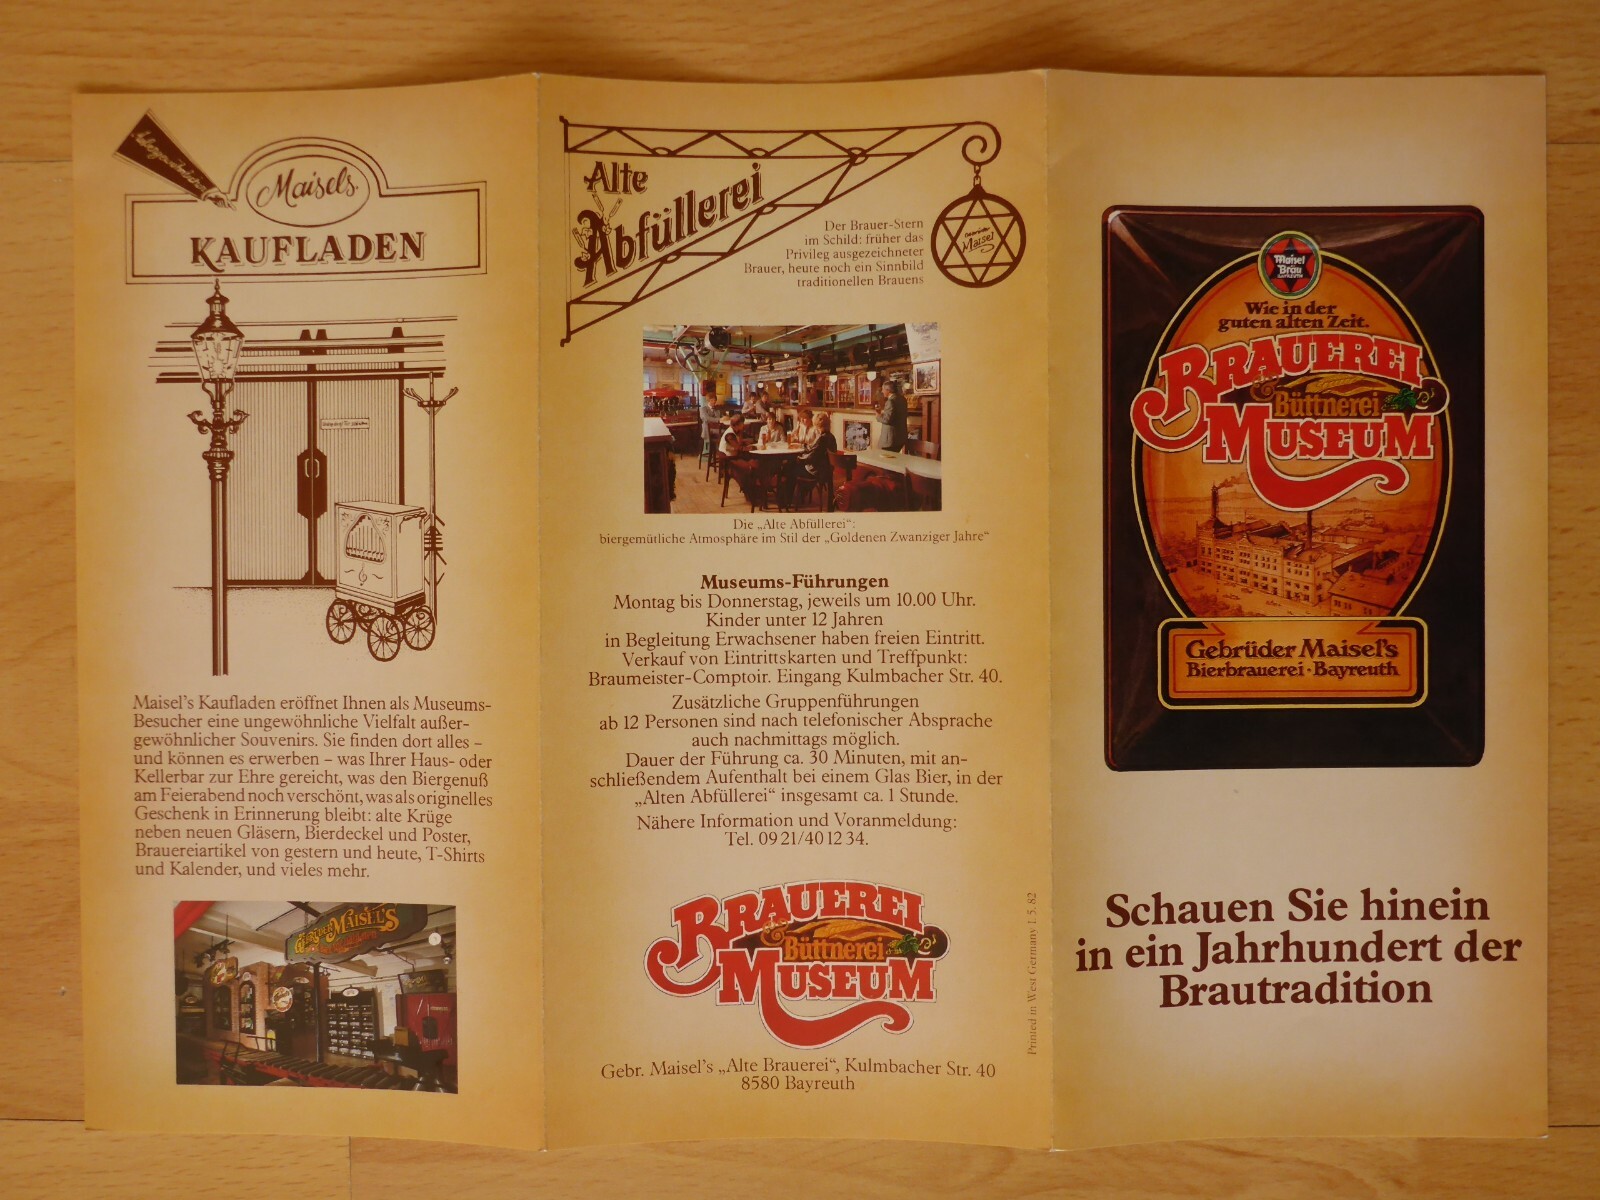 Maisels
KAUFLADEN
Maisel's Kaufladen eröffnet Ihnen als Museums-
Besucher eine ungewöhnliche Vielfalt außer-
gewöhnlicher Souvenirs. Sie finden dort alles –
und können es erwerben – was Ihrer Haus- oder
Kellerbar zur Ehre gereicht, was den Biergenuß
am Feierabend noch verschönt, was als originelles
Geschenk in Erinnerung bleibt: alte Krüge
neben neuen Gläsern, Bierdeckel und Poster,
Brauereiartikel von gestern und heute, T-Shirts
und Kalender, und vieles mehr.
GEBRÜDER MAISEL'S
Alte
Abfüllerei
Der Brauer-Stern
im Schild: früher das
Privileg ausgezeichneter
Brauer, heute noch ein Sinnbild
traditionellen Brauens
Maisel
Die „Alte Abfüllerei“:
biergemütliche Atmosphäre im Stil der „Goldenen Zwanziger Jahre“
Museums-Führungen
Montag bis Donnerstag, jeweils um 10.00 Uhr.
Kinder unter 12 Jahren
in Begleitung Erwachsener haben freien Eintritt.
Verkauf von Eintrittskarten und Treffpunkt:
Braumeister-Comptoir. Eingang Kulmbacher Str. 40.
Zusätzliche Gruppenführungen
ab 12 Personen sind nach telefonischer Absprache
auch nachmittags möglich.
Dauer der Führung ca. 30 Minuten, mit an-
schließendem Aufenthalt bei einem Glas Bier, in der
„Alten Abfüllerei“ insgesamt ca. 1 Stunde.
Nähere Information und Voranmeldung:
Tel. 09 21/40 12 34.
BRAUEREI
& Büttnerei
MUSEUM
Gebr. Maisel's „Alte Brauerei“, Kulmbacher Str. 40
8580 Bayreuth
Printed in West Germany 1. 5. 82
Maisel
Bräu
BAYREUTH
Wie in der
guten alten Zeit.
BRAUEREI
& Büttnerei
MUSEUM
Gebrüder Maisel's
Bierbrauerei · Bayreuth
Schauen Sie hinein
in ein Jahrhundert der
Brautradition